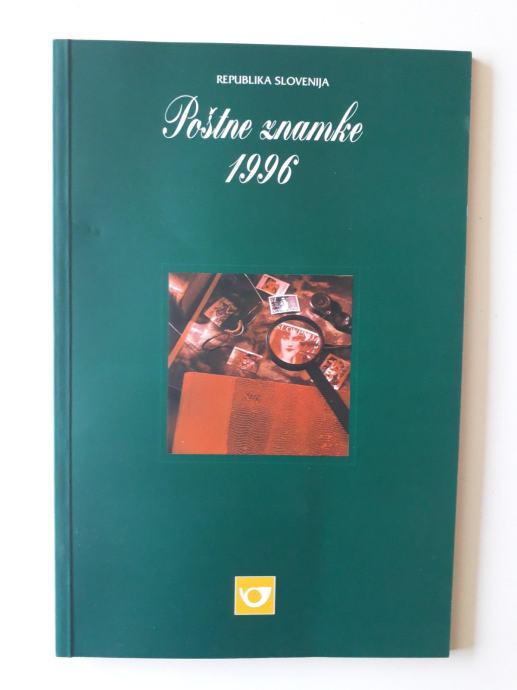 REPUBLIKA SLOVENIJA
Poštne znamke
1996